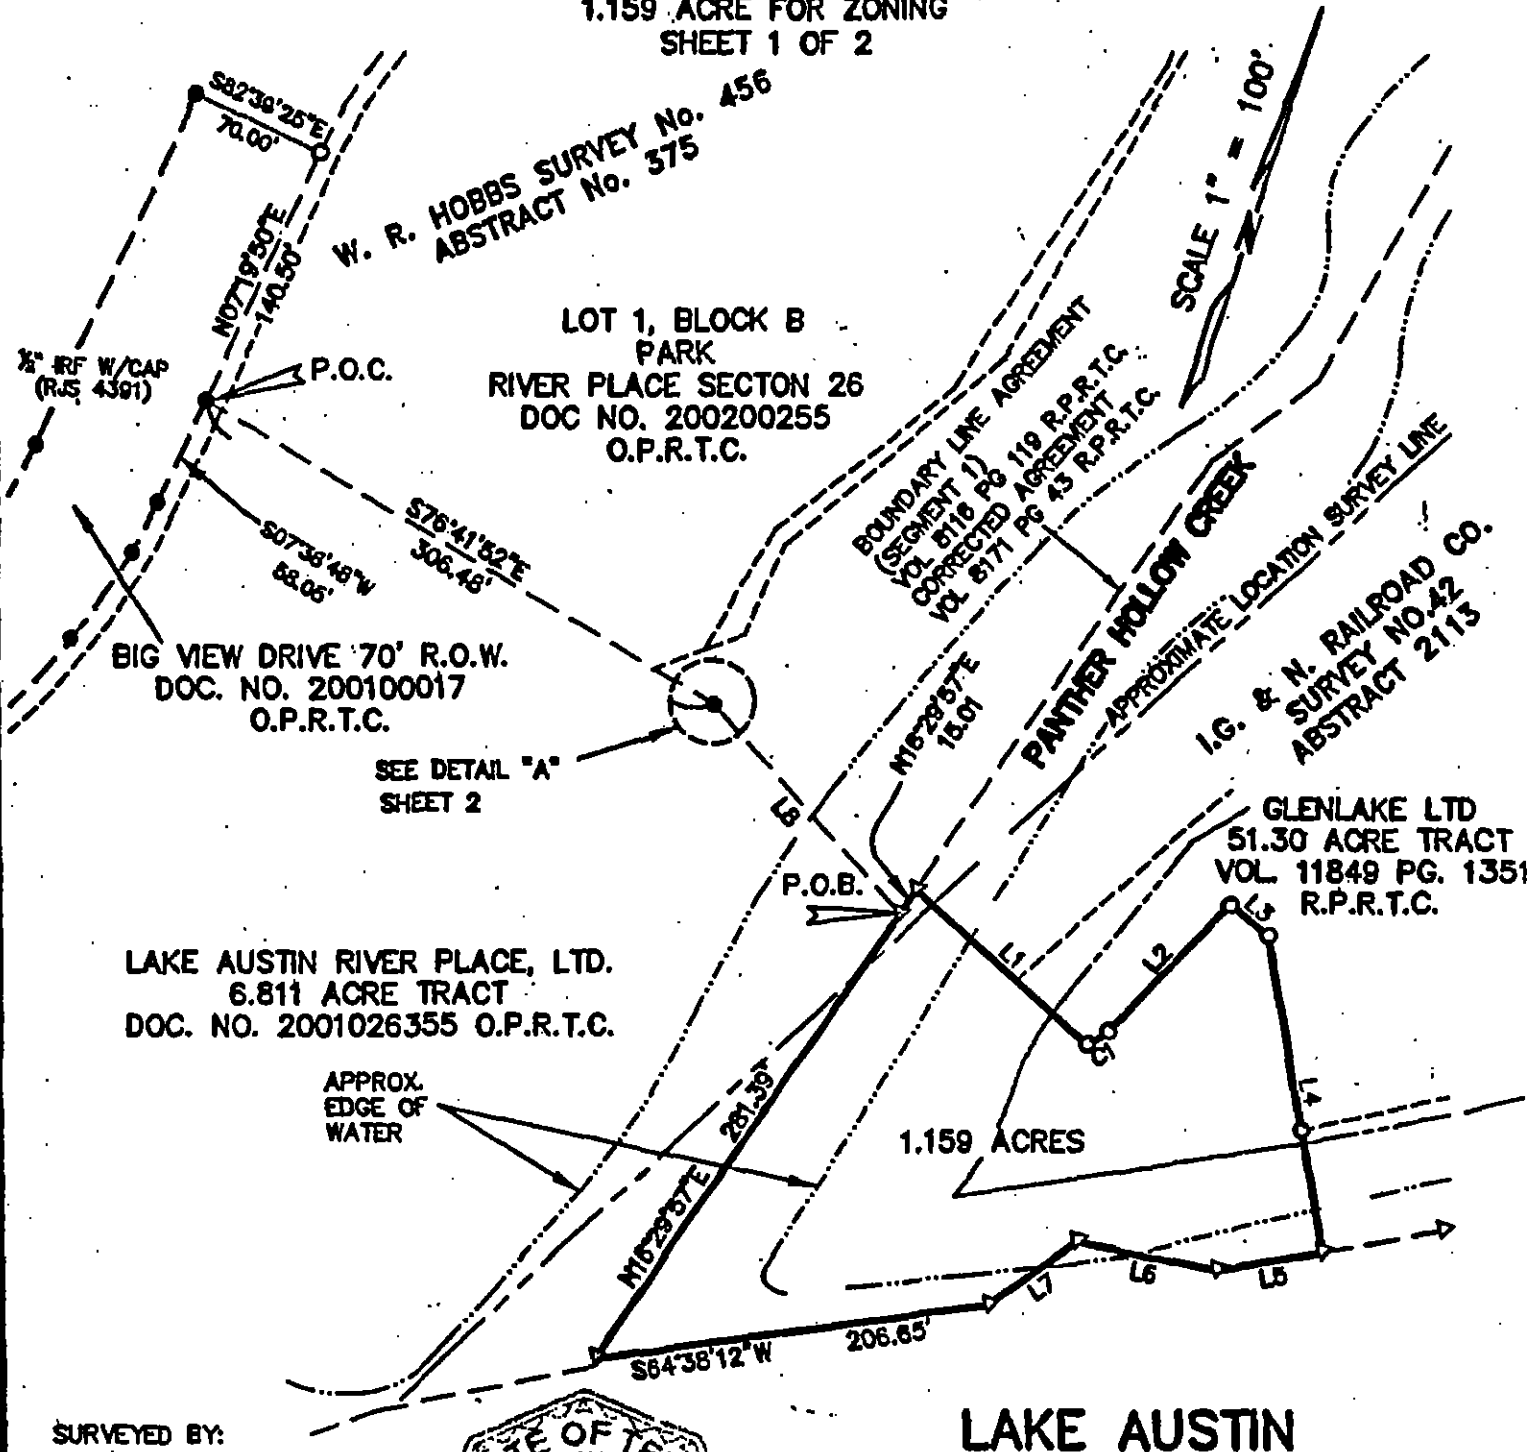 1.159 ACRE FOR ZONING
SHEET 1 OF 2
S82°39'25"E
70.00'
W. R. HOBBS SURVEY No. 456
ABSTRACT No. 375
SCALE 1" = 100'
N
N07°19'50"E
140.50'
½" IRF W/CAP
(RJS 4391)
P.O.C.
LOT 1, BLOCK B
PARK
RIVER PLACE SECTON 26
DOC NO. 200200255
O.P.R.T.C.
BOUNDARY LINE AGREEMENT
(SEGMENT 1)
VOL 8116 PG 119 R.P.R.T.C.
CORRECTED AGREEMENT
VOL 8171 PG 43 R.P.R.T.C.
S76°41'52"E
306.48'
S07°38'48"W
58.05'
PANTHER HOLLOW CREEK
APPROXIMATE LOCATION SURVEY LINE
I.G. & N. RAILROAD CO.
SURVEY NO.42
ABSTRACT 2113
BIG VIEW DRIVE 70' R.O.W.
DOC. NO. 200100017
O.P.R.T.C.
SEE DETAIL "A"
SHEET 2
N16°29'57"E
15.01
L8
GLENLAKE LTD
51.30 ACRE TRACT
VOL. 11849 PG. 1351
R.P.R.T.C.
P.O.B.
L1
L2
L3
LAKE AUSTIN RIVER PLACE, LTD.
6.811 ACRE TRACT
DOC. NO. 2001026355 O.P.R.T.C.
C1
L4
APPROX.
EDGE OF
WATER
281.39'
N16°29'57"E
1.159 ACRES
L5
L6
L7
S64°38'12"W
206.65'
SURVEYED BY:
LAKE AUSTIN